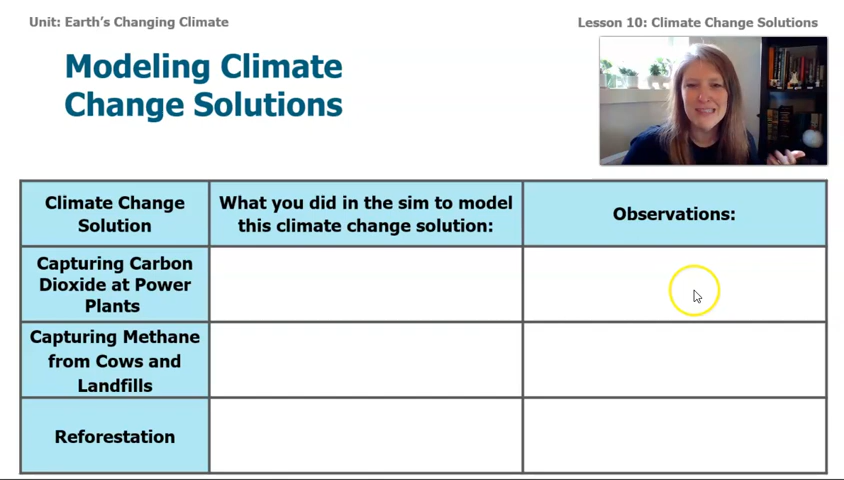 Unit: Earth's Changing Climate
Lesson 10: Climate Change Solutions
Modeling Climate
Change Solutions
Climate Change
Solution
What you did in the sim to model
this climate change solution:
Observations:
Capturing Carbon
Dioxide at Power
Plants
Capturing Methane
from Cows and
Landfills
Reforestation